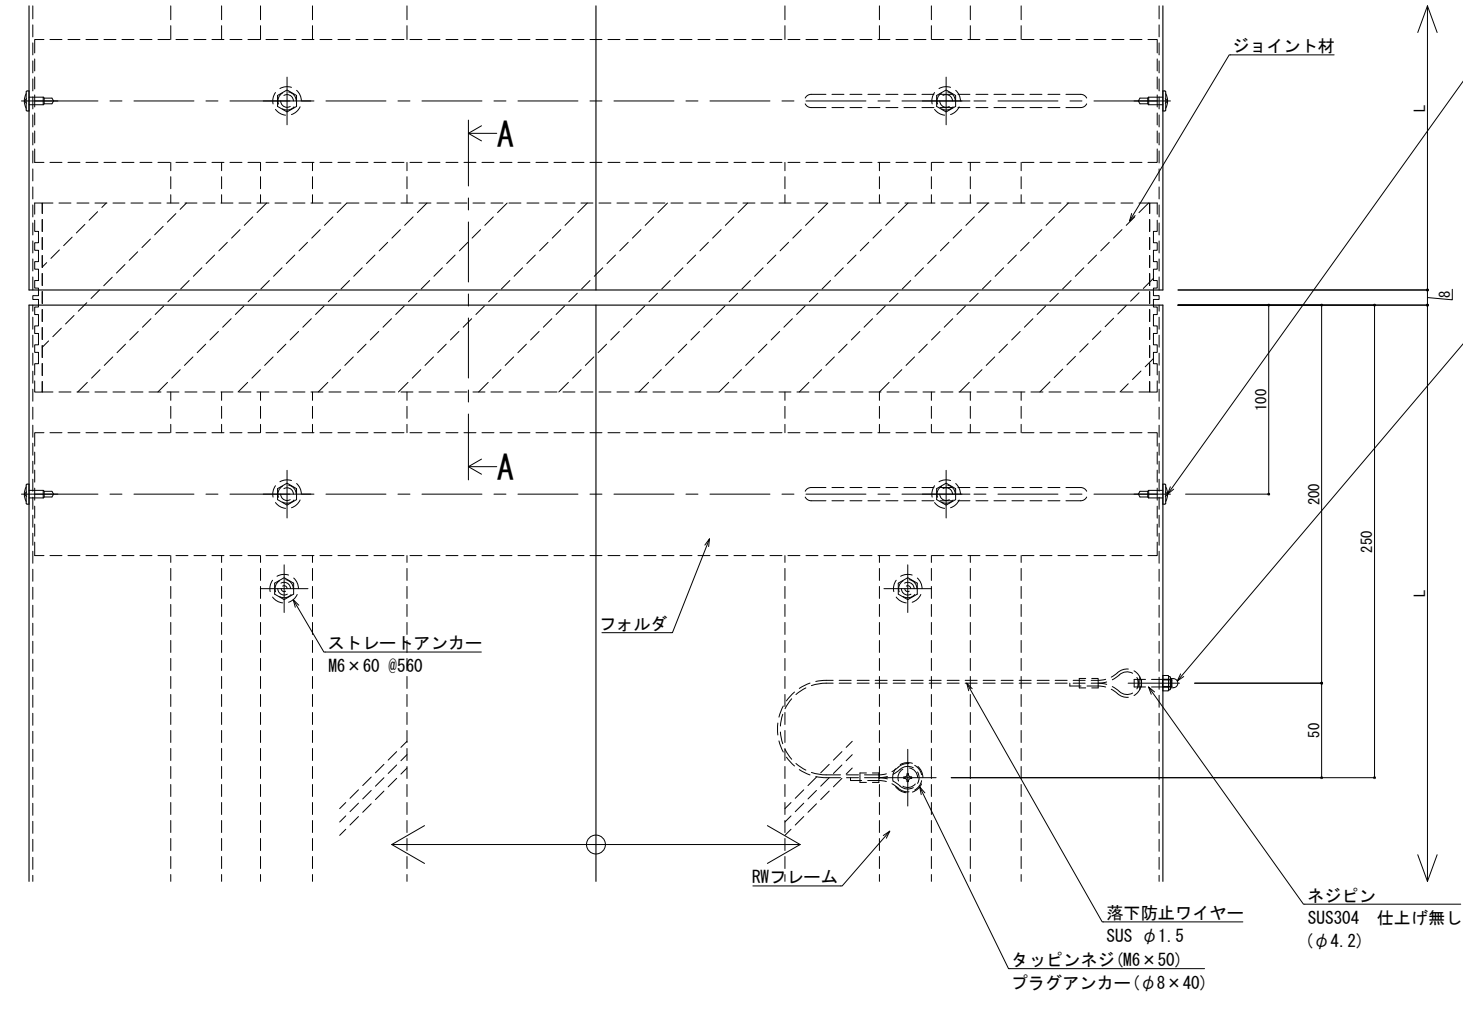 ジョイント材
L
A
8
100
A
200
250
L
フォルダ
ストレートアンカー
M6×60 @560
50
RWフレーム
ネジピン
SUS304 仕上げ無し
(φ4.2)
落下防止ワイヤー
SUS φ1.5
タッピンネジ(M6×50)
プラグアンカー(φ8×40)